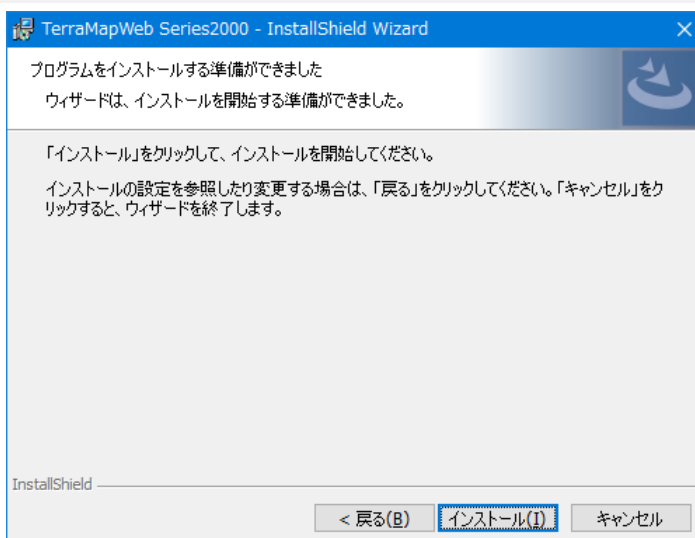 TerraMapWeb Series2000 - InstallShield Wizard
プログラムをインストールする準備ができました
ウィザードは、インストールを開始する準備ができました。
「インストール」をクリックして、インストールを開始してください。
インストールの設定を参照したり変更する場合は、「戻る」をクリックしてください。「キャンセル」をク
リックすると、ウィザードを終了します。
InstallShield
< 戻る(B) インストール(I) キャンセル